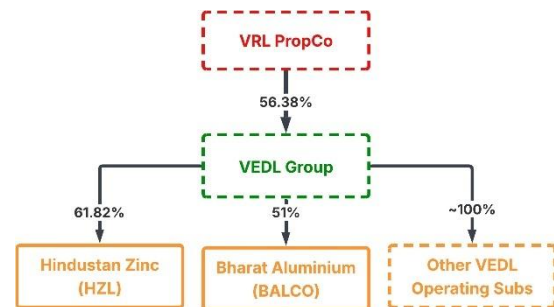 VRL PropCo
56.38%
VEDL Group
61.82%
51%
~100%
Hindustan Zinc
(HZL)
Bharat Aluminium
(BALCO)
Other VEDL
Operating Subs